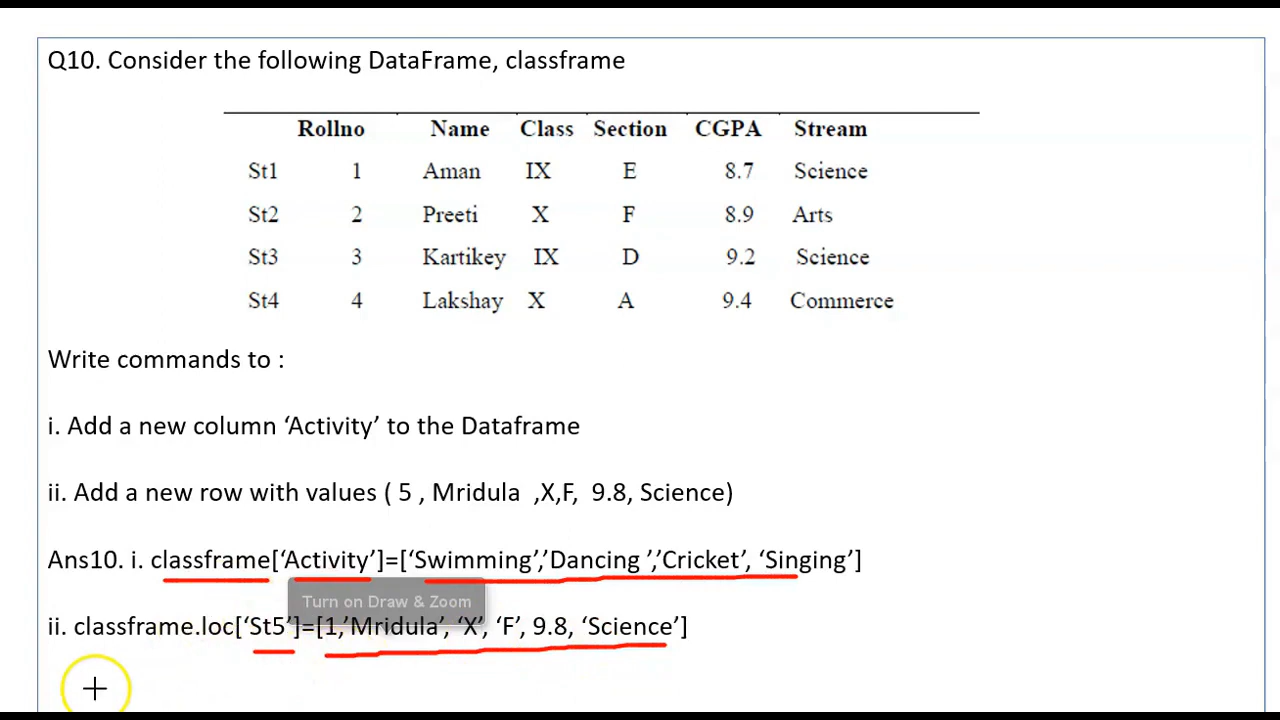 Q10. Consider the following DataFrame, classframe
Rollno Name Class Section CGPA Stream
St1 1 Aman IX E 8.7 Science
St2 2 Preeti X F 8.9 Arts
St3 3 Kartikey IX D 9.2 Science
St4 4 Lakshay X A 9.4 Commerce
Write commands to :
i. Add a new column ‘Activity’ to the Dataframe
ii. Add a new row with values ( 5 , Mridula ,X,F, 9.8, Science)
Ans10. i. classframe[‘Activity’]=[‘Swimming’,’Dancing ’,’Cricket’, ‘Singing’]
Turn on Draw & Zoom
ii. classframe.loc[‘St5’]=[1,’Mridula’, ‘X’, ‘F’, 9.8, ‘Science’]